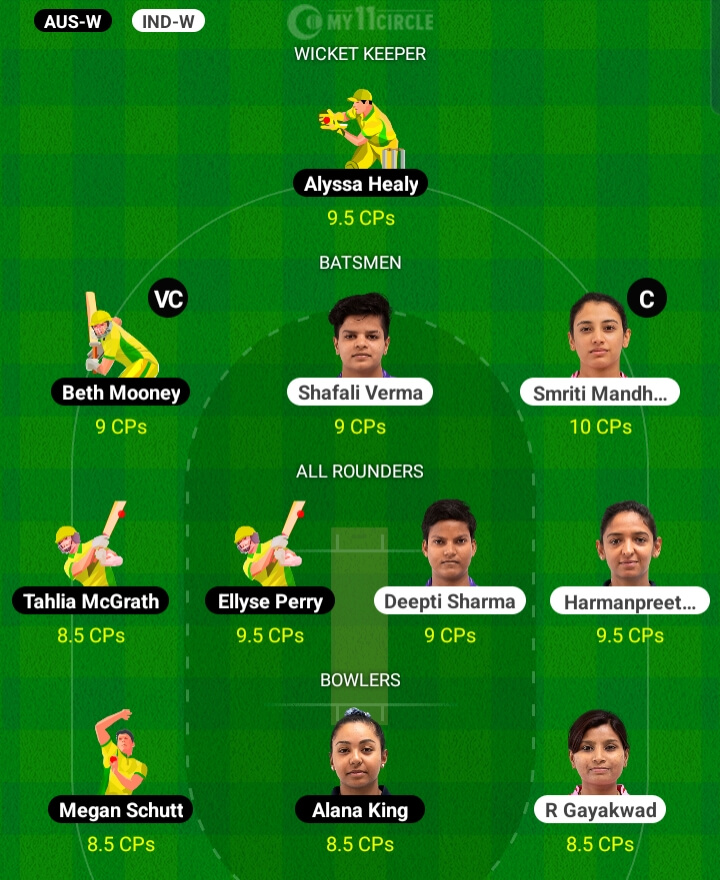 AUS-W IND-W
MY11CIRCLE
WICKET KEEPER
Alyssa Healy
9.5 CPs
BATSMEN
VC C
Beth Mooney Shafali Verma Smriti Mandh...
9 CPs 9 CPs 10 CPs
ALL ROUNDERS
Tahlia McGrath Ellyse Perry Deepti Sharma Harmanpreet...
8.5 CPs 9.5 CPs 9 CPs 9.5 CPs
BOWLERS
Megan Schutt Alana King R Gayakwad
8.5 CPs 8.5 CPs 8.5 CPs